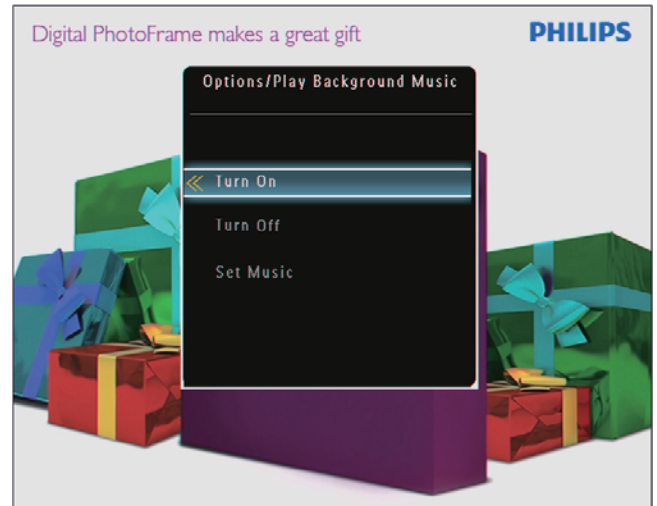 Digital PhotoFrame makes a great gift
PHILIPS
Options/Play Background Music
Turn On
Turn Off
Set Music